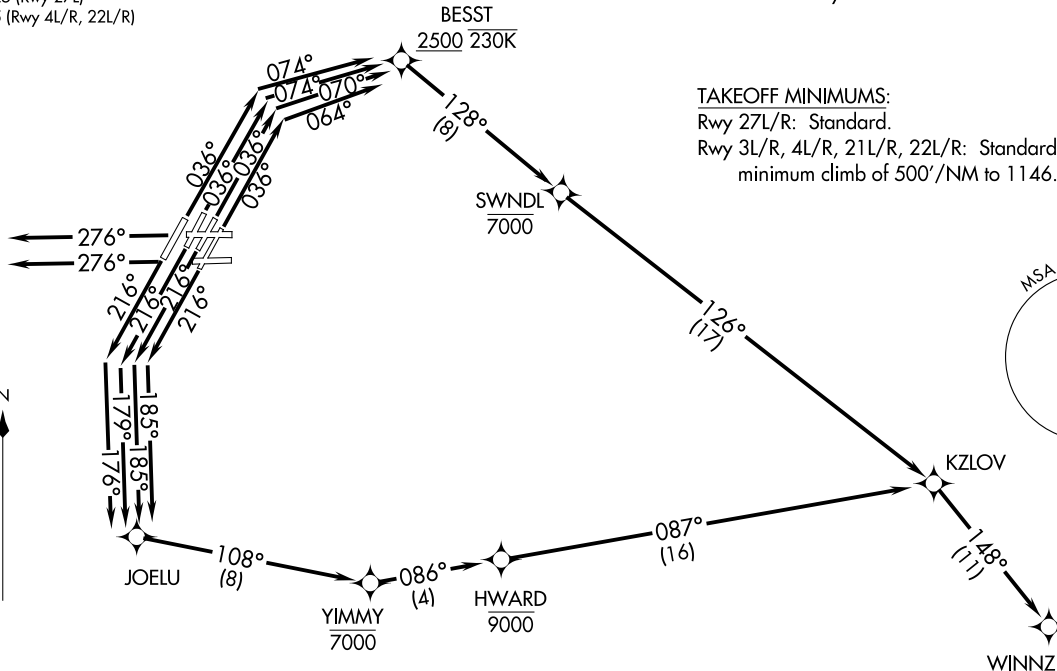 (Rwy 4L/R, 22L/R)
BESST
2500 230K
074°
074°
070°
064°
128°
(8)
TAKEOFF MINIMUMS:
Rwy 27L/R: Standard.
Rwy 3L/R, 4L/R, 21L/R, 22L/R: Standard
minimum climb of 500'/NM to 1146.
036°
036°
036°
036°
SWNDL
7000
276°
276°
216°
216°
216°
216°
MSA
126°
(17)
N
185°
179°
185°
176°
KZLOV
JOELU
108°
(8)
YIMMY
7000
086°
(4)
HWARD
9000
087°
(16)
148°
(11)
WINNZ